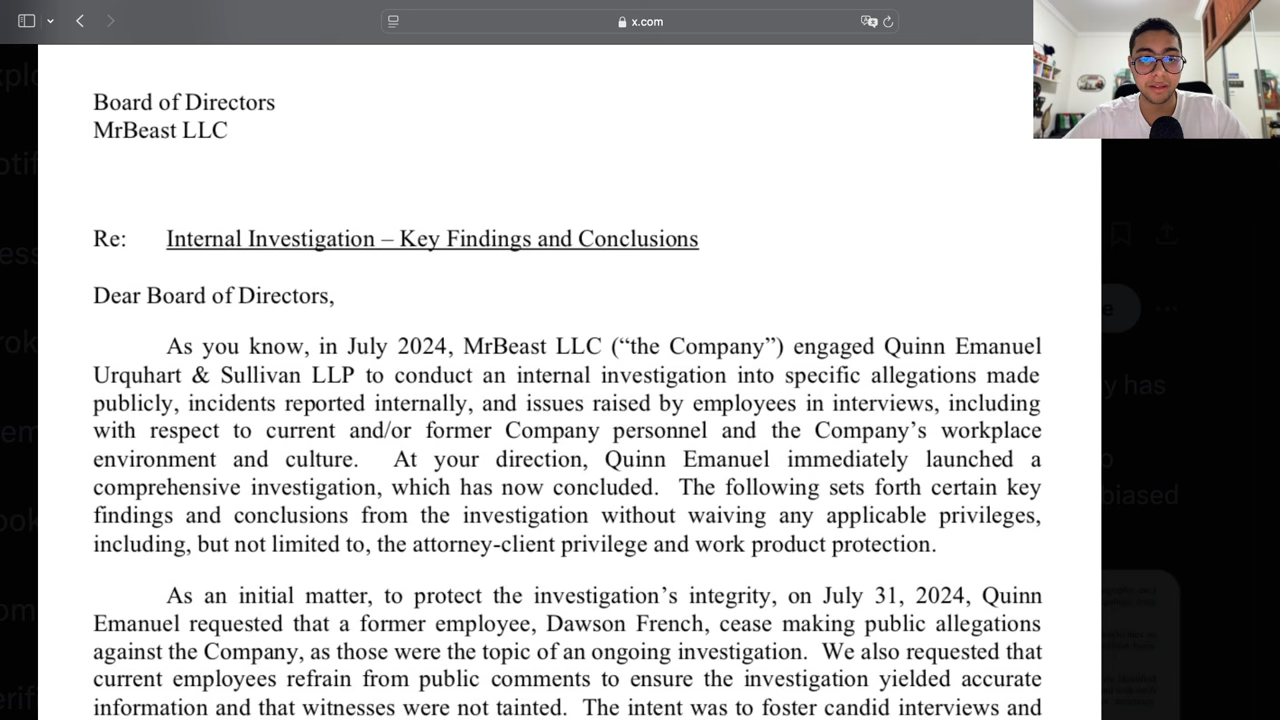 x.com
Board of Directors
MrBeast LLC
Re: Internal Investigation – Key Findings and Conclusions
Dear Board of Directors,
As you know, in July 2024, MrBeast LLC (“the Company”) engaged Quinn Emanuel
Urquhart & Sullivan LLP to conduct an internal investigation into specific allegations made
publicly, incidents reported internally, and issues raised by employees in interviews, including
with respect to current and/or former Company personnel and the Company’s workplace
environment and culture. At your direction, Quinn Emanuel immediately launched a
comprehensive investigation, which has now concluded. The following sets forth certain key
findings and conclusions from the investigation without waiving any applicable privileges,
including, but not limited to, the attorney-client privilege and work product protection.
As an initial matter, to protect the investigation’s integrity, on July 31, 2024, Quinn
Emanuel requested that a former employee, Dawson French, cease making public allegations
against the Company, as those were the topic of an ongoing investigation. We also requested that
current employees refrain from public comments to ensure the investigation yielded accurate
information and that witnesses were not tainted. The intent was to foster candid interviews and